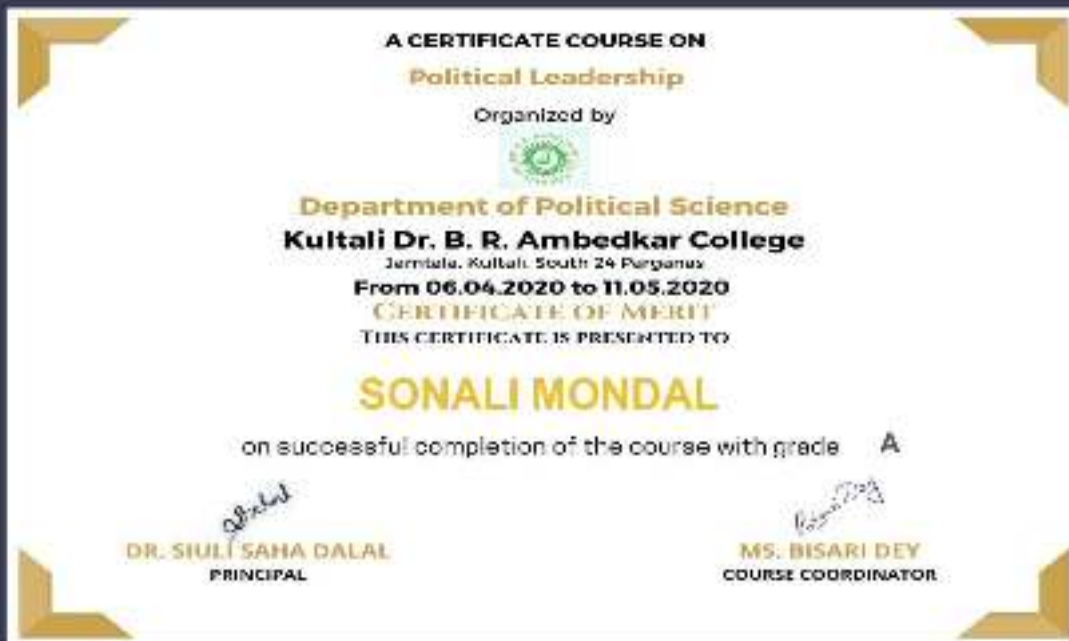 A CERTIFICATE COURSE ON
Political Leadership
Organized by
Department of Political Science
Kultali Dr. B. R. Ambedkar College
Jamtala, Kultali, South 24 Parganas
From 06.04.2020 to 11.05.2020
CERTIFICATE OF MERIT
THIS CERTIFICATE IS PRESENTED TO
SONALI MONDAL
on successful completion of the course with grade A
DR. SIULI SAHA DALAL
PRINCIPAL
MS. BISARI DEY
COURSE COORDINATOR